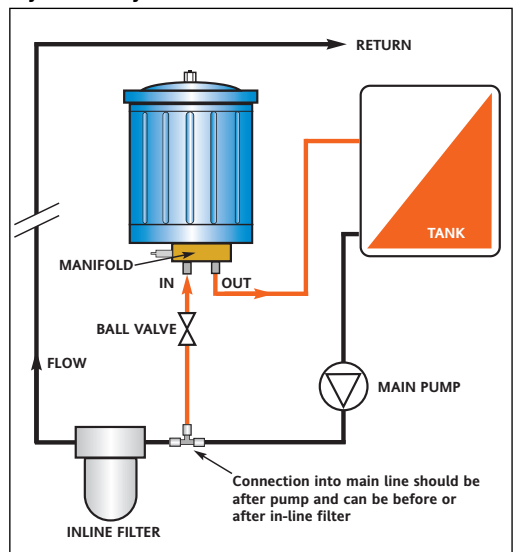 RETURN
TANK
MANIFOLD
IN
OUT
BALL VALVE
FLOW
MAIN PUMP
Connection into main line should be
after pump and can be before or
after in-line filter
INLINE FILTER